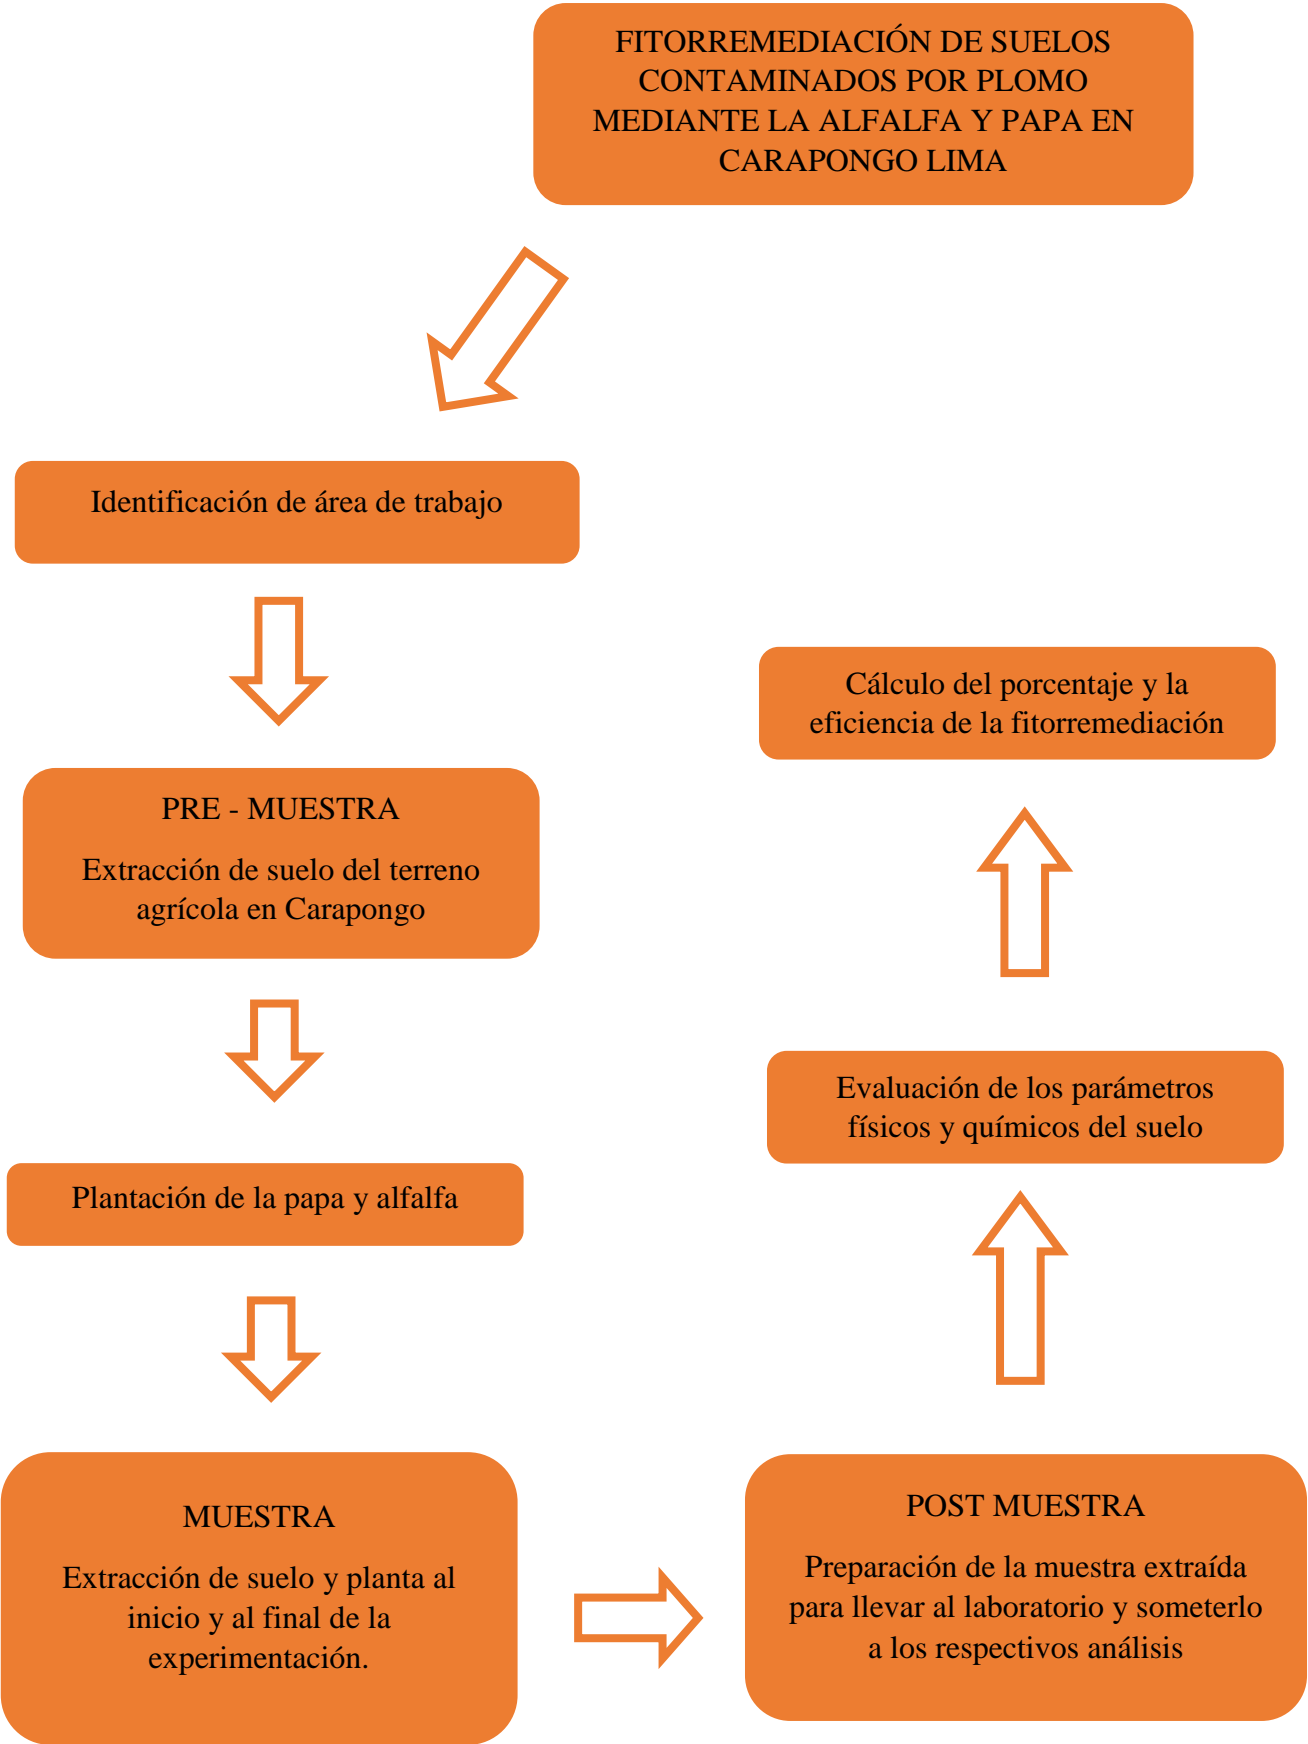 FITORREMEDIACIÓN DE SUELOS
CONTAMINADOS POR PLOMO
MEDIANTE LA ALFALFA Y PAPA EN
CARAPONGO LIMA
Identificación de área de trabajo
PRE - MUESTRA
Extracción de suelo del terreno
agrícola en Carapongo
Plantación de la papa y alfalfa
MUESTRA
Extracción de suelo y planta al
inicio y al final de la
experimentación.
POST MUESTRA
Preparación de la muestra extraída
para llevar al laboratorio y someterlo
a los respectivos análisis
Evaluación de los parámetros
físicos y químicos del suelo
Cálculo del porcentaje y la
eficiencia de la fitorremediación